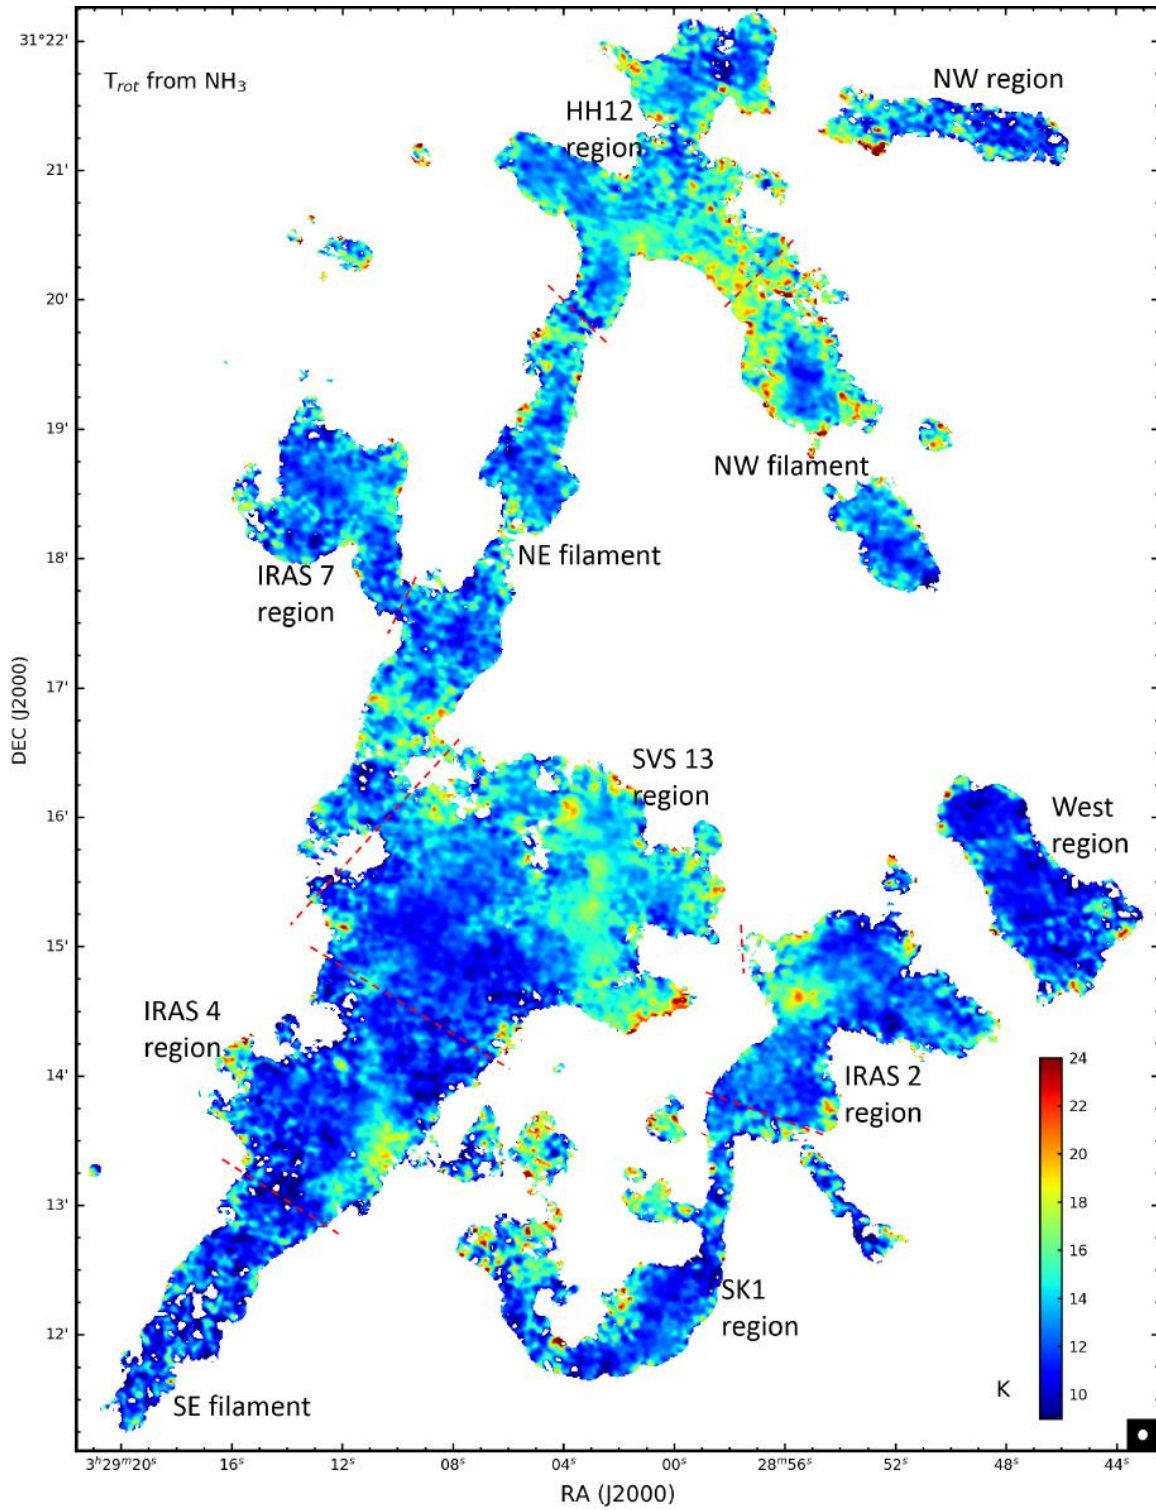 31°22'
T_rot from NH₃
NW region
HH12
region
21'
20'
19'
NW filament
NE filament
18'
IRAS 7
region
17'
DEC (J2000)
SVS 13
region
16'
West
region
15'
IRAS 4
region
14'
IRAS 2
region
24
22
20
18
16
14
12
10
K
13'
SK1
region
12'
SE filament
3ʰ29ᵐ20ˢ 16ˢ 12ˢ 08ˢ 04ˢ 00ˢ 28ᵐ56ˢ 52ˢ 48ˢ 44ˢ
RA (J2000)